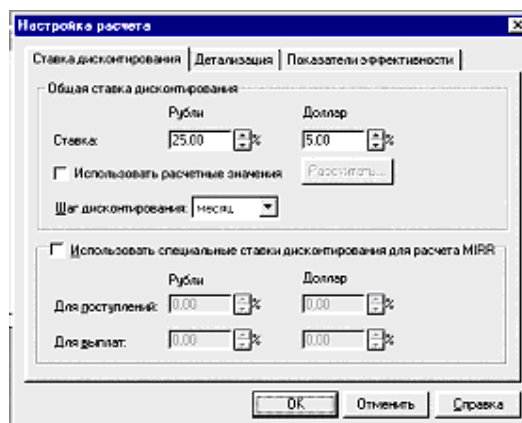 Настройка расчета
Ставка дисконтирования Детализация Показатели эффективности
Общая ставка дисконтирования
Рубли Доллар
Ставка: 25.00 % 5.00 %
Использовать расчетные значения Рассчитать...
Шаг дисконтирования: месяц
Использовать специальные ставки дисконтирования для расчета MIRR
Рубли Доллар
Для поступлений: 0.00 % 0.00 %
Для выплат: 0.00 % 0.00 %
OK Отменить Справка